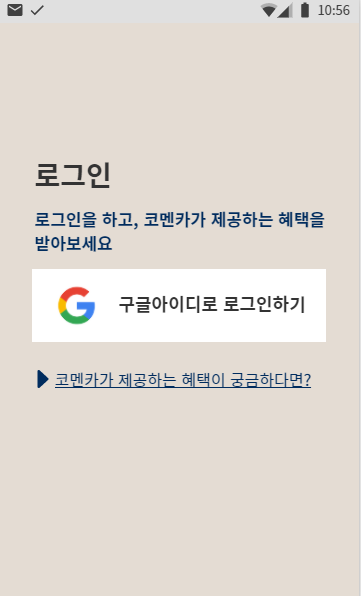 10:56
로그인
로그인을 하고, 코멘카가 제공하는 혜택을
받아보세요
구글아이디로 로그인하기
코멘카가 제공하는 혜택이 궁금하다면?